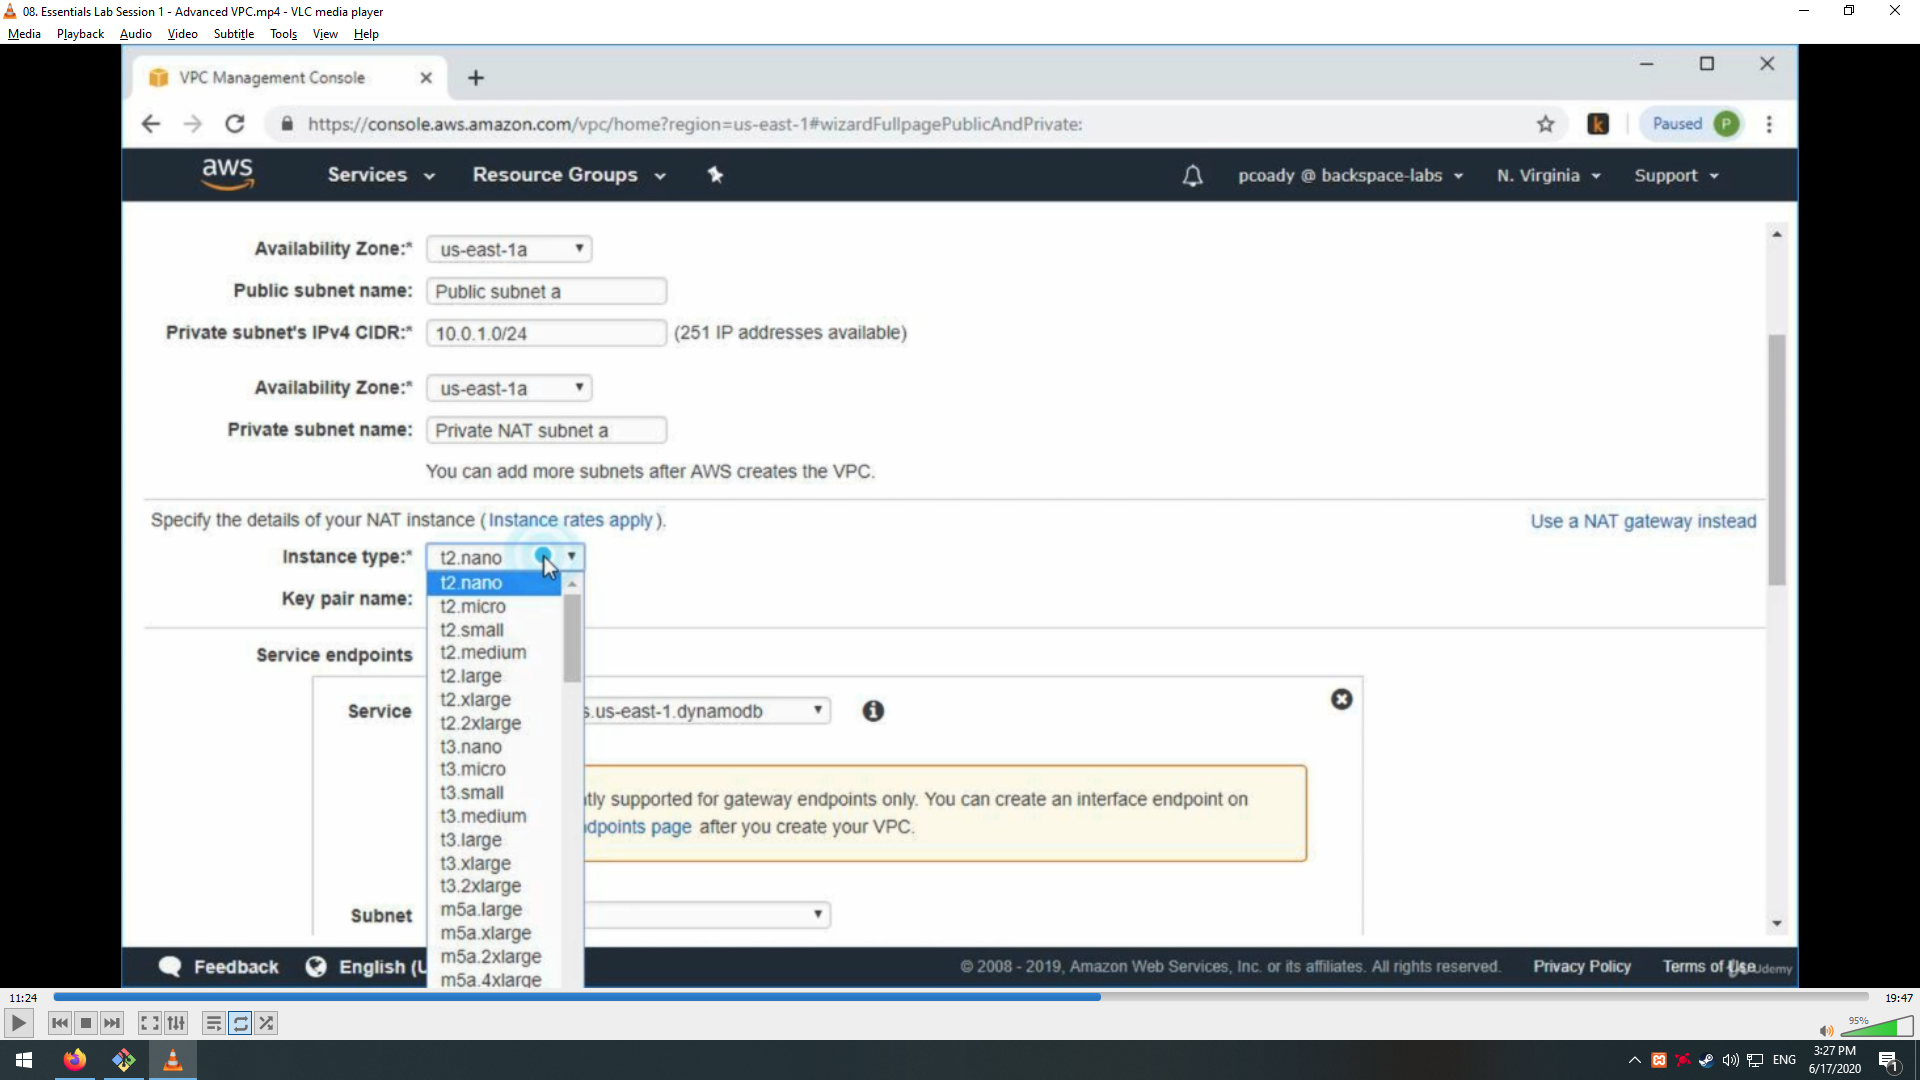 08. Essentials Lab Session 1 - Advanced VPC.mp4 - VLC media player
Media Playback Audio Video Subtitle Tools View Help
VPC Management Console
https://console.aws.amazon.com/vpc/home?region=us-east-1#wizardFullpagePublicAndPrivate:
k
Paused P
aws Services Resource Groups pcoady @ backspace-labs N. Virginia Support
Availability Zone:* us-east-1a
Public subnet name: Public subnet a
Private subnet's IPv4 CIDR:* 10.0.1.0/24 (251 IP addresses available)
Availability Zone:* us-east-1a
Private subnet name: Private NAT subnet a
You can add more subnets after AWS creates the VPC.
Specify the details of your NAT instance (Instance rates apply). Use a NAT gateway instead
Instance type:* t2.nano
t2.nano
Key pair name:
t2.micro
t2.small
Service endpoints
t2.medium
t2.large
t2.xlarge
Service s.us-east-1.dynamodb
t2.2xlarge
t3.nano
t3.micro
t3.small
tly supported for gateway endpoints only. You can create an interface endpoint on
t3.medium
dpoints page after you create your VPC.
t3.large
t3.xlarge
t3.2xlarge
m5a.large
Subnet
m5a.xlarge
m5a.2xlarge
m5a.4xlarge
Feedback English (U © 2008 - 2019, Amazon Web Services, Inc. or its affiliates. All rights reserved. Privacy Policy Terms of Use
Udemy
11:24 19:47
95%
ENG 3:27 PM
6/17/2020
1